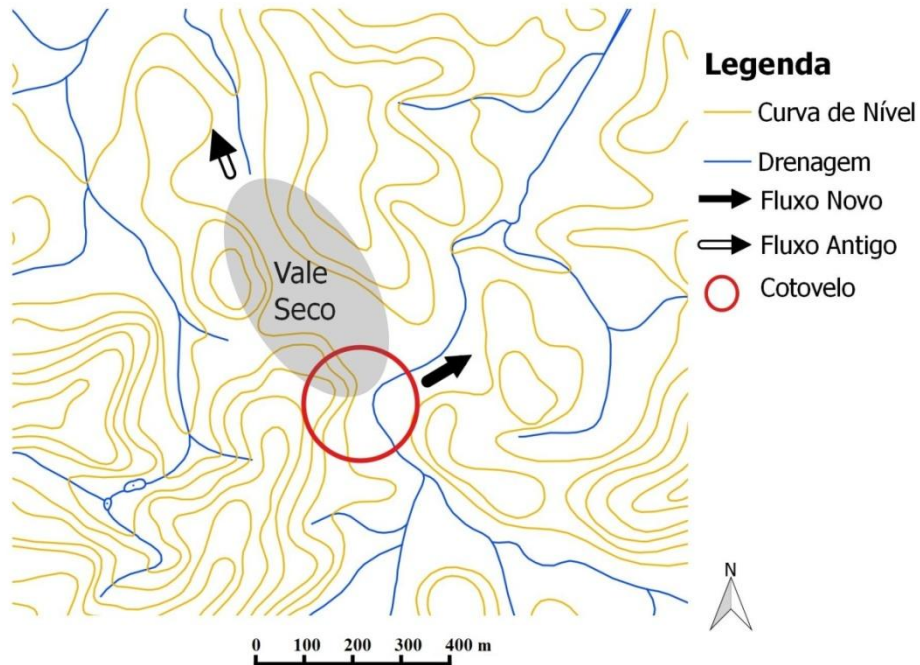 Vale
Seco
Legenda
Curva de Nível
Drenagem
Fluxo Novo
Fluxo Antigo
Cotovelo
N
0 100 200 300 400 m